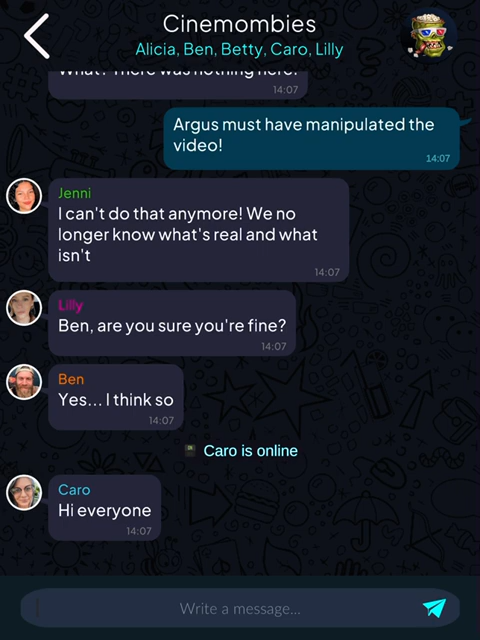 Cinemombies
Alicia, Ben, Betty, Caro, Lilly
What? There was nothing here.
14:07
Argus must have manipulated the
video!
14:07
Jenni
I can't do that anymore! We no
longer know what's real and what
isn't
14:07
Lilly
Ben, are you sure you're fine?
14:07
Ben
Yes... I think so
14:07
Caro is online
Caro
Hi everyone
14:07
Write a message...